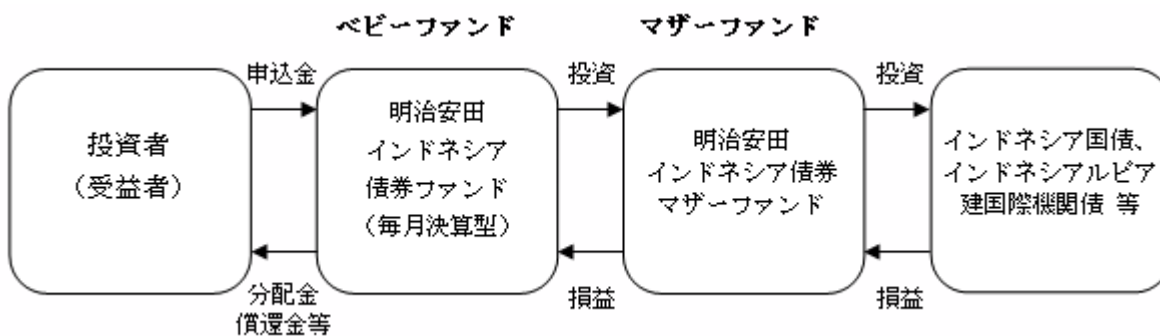 ベビーファンド
マザーファンド
申込金
投資
投資
投資者
（受益者）
明治安田
インドネシア
債券ファンド
（毎月決算型）
明治安田
インドネシア債券
マザーファンド
インドネシア国債、
インドネシアルピア
建国際機関債 等
分配金
償還金等
損益
損益